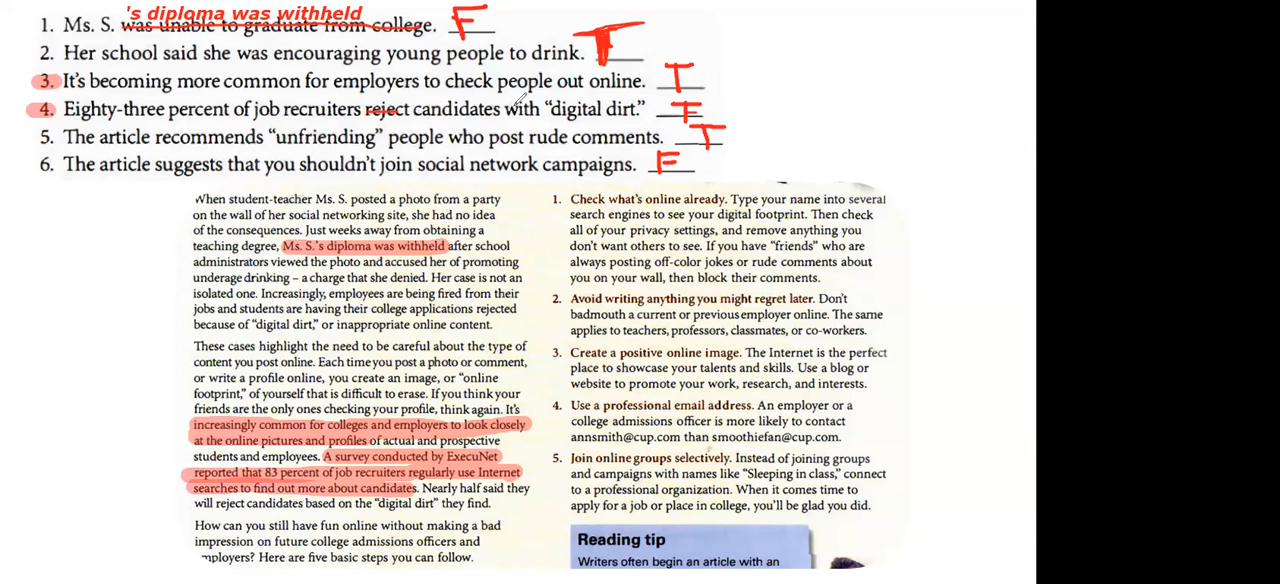 's diploma was withheld
1. Ms. S. was unable to graduate from college. F
2. Her school said she was encouraging young people to drink. T
3. It's becoming more common for employers to check people out online. T
4. Eighty-three percent of job recruiters reject candidates with “digital dirt.” F
5. The article recommends “unfriending” people who post rude comments. T
6. The article suggests that you shouldn't join social network campaigns. F
When student-teacher Ms. S. posted a photo from a party
on the wall of her social networking site, she had no idea
of the consequences. Just weeks away from obtaining a
teaching degree, Ms. S.'s diploma was withheld after school
administrators viewed the photo and accused her of promoting
underage drinking – a charge that she denied. Her case is not an
isolated one. Increasingly, employees are being fired from their
jobs and students are having their college applications rejected
because of “digital dirt,” or inappropriate online content.
These cases highlight the need to be careful about the type of
content you post online. Each time you post a photo or comment,
or write a profile online, you create an image, or “online
footprint,” of yourself that is difficult to erase. If you think your
friends are the only ones checking your profile, think again. It's
increasingly common for colleges and employers to look closely
at the online pictures and profiles of actual and prospective
students and employees. A survey conducted by ExecuNet
reported that 83 percent of job recruiters regularly use Internet
searches to find out more about candidates. Nearly half said they
will reject candidates based on the “digital dirt” they find.
How can you still have fun online without making a bad
impression on future college admissions officers and
mployers? Here are five basic steps you can follow.
1. Check what's online already. Type your name into several
search engines to see your digital footprint. Then check
all of your privacy settings, and remove anything you
don't want others to see. If you have “friends” who are
always posting off-color jokes or rude comments about
you on your wall, then block their comments.
2. Avoid writing anything you might regret later. Don't
badmouth a current or previous employer online. The same
applies to teachers, professors, classmates, or co-workers.
3. Create a positive online image. The Internet is the perfect
place to showcase your talents and skills. Use a blog or
website to promote your work, research, and interests.
4. Use a professional email address. An employer or a
college admissions officer is more likely to contact
annsmith@cup.com than smoothiefan@cup.com.
5. Join online groups selectively. Instead of joining groups
and campaigns with names like “Sleeping in class,” connect
to a professional organization. When it comes time to
apply for a job or place in college, you'll be glad you did.
Reading tip
Writers often begin an article with an